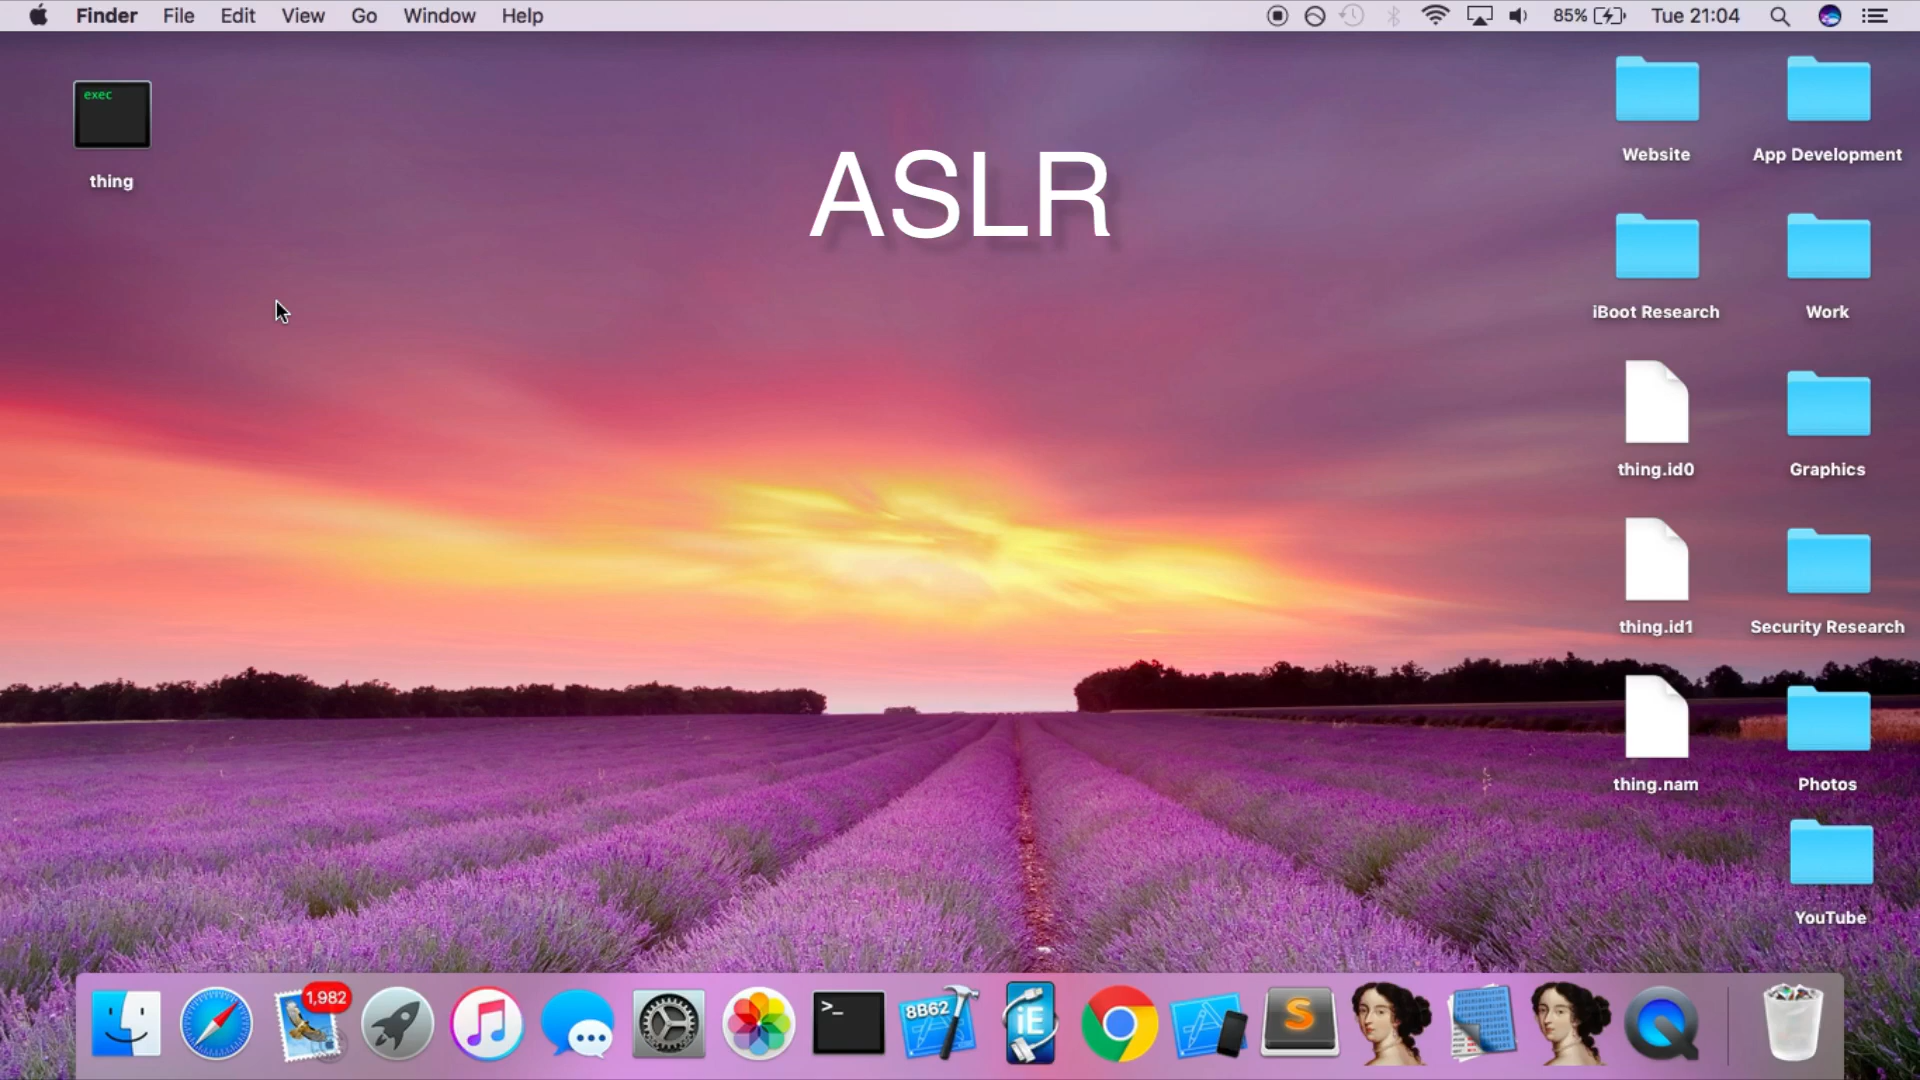 Finder File Edit View Go Window Help 85% Tue 21:04
exec
thing
ASLR
Website
App Development
iBoot Research
Work
thing.id0
Graphics
thing.id1
Security Research
thing.nam
Photos
YouTube
1,982
>_
8B62
iE
S